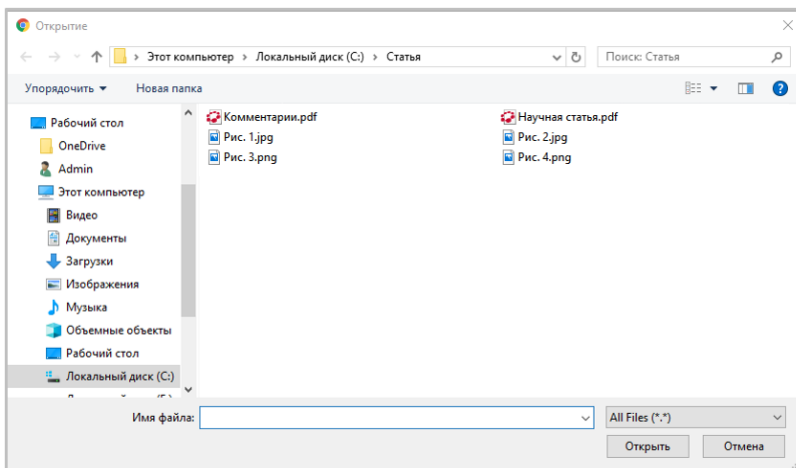 Открытие
Этот компьютер › Локальный диск (C:) › Статья
Поиск: Статья
Упорядочить
Новая папка
Рабочий стол
OneDrive
Admin
Этот компьютер
Видео
Документы
Загрузки
Изображения
Музыка
Объемные объекты
Рабочий стол
Локальный диск (C:)
Комментарии.pdf
Научная статья.pdf
Рис. 1.jpg
Рис. 2.jpg
Рис. 3.png
Рис. 4.png
Имя файла:
All Files (*.*)
Открыть
Отмена